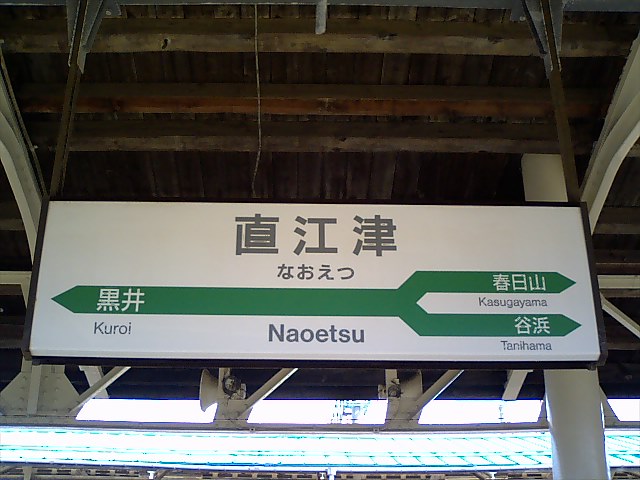 直江津
なおえつ
黒井
Kuroi
Naoetsu
春日山
Kasugayama
谷浜
Tanihama